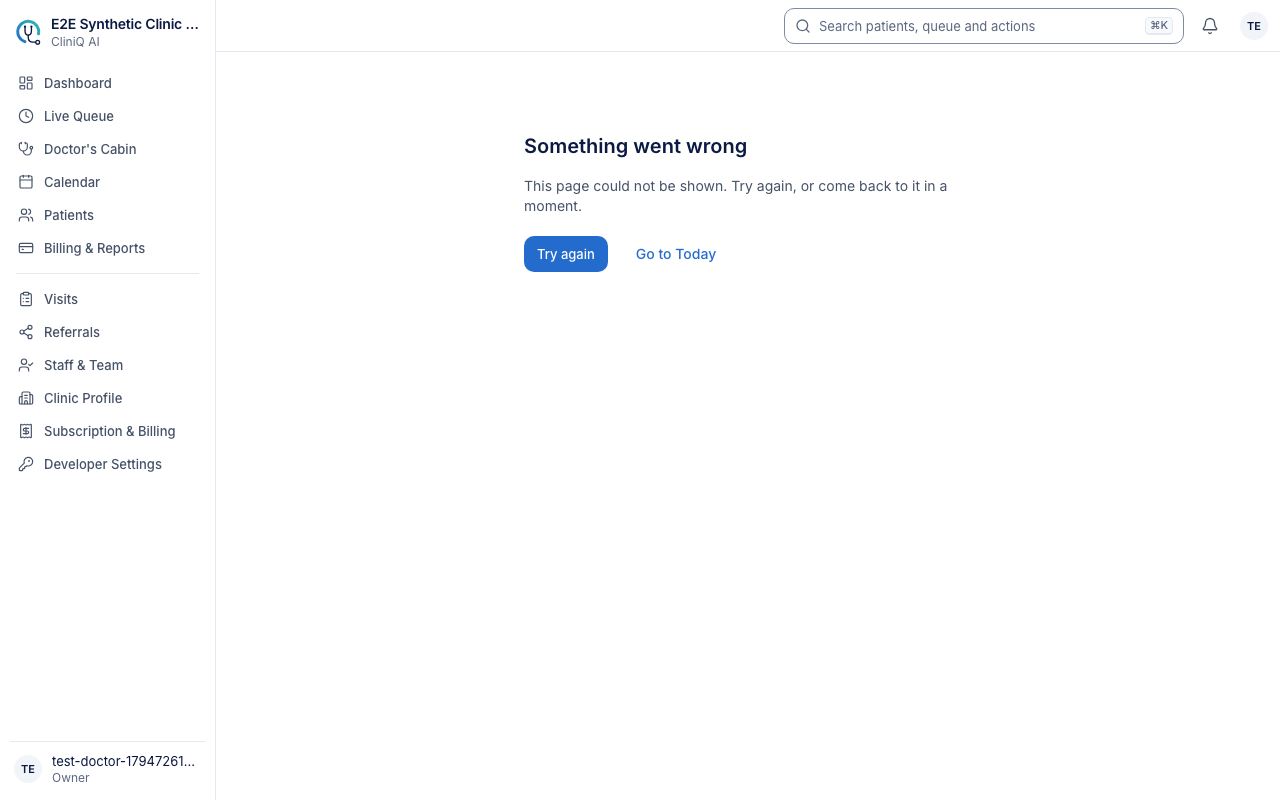 E2E Synthetic Clinic ...
CliniQ AI
Search patients, queue and actions
⌘K
TE
Dashboard
Live Queue
Doctor's Cabin
Calendar
Patients
Billing & Reports
Visits
Referrals
Staff & Team
Clinic Profile
Subscription & Billing
Developer Settings
Something went wrong
This page could not be shown. Try again, or come back to it in a
moment.
Try again
Go to Today
TE
test-doctor-17947261...
Owner